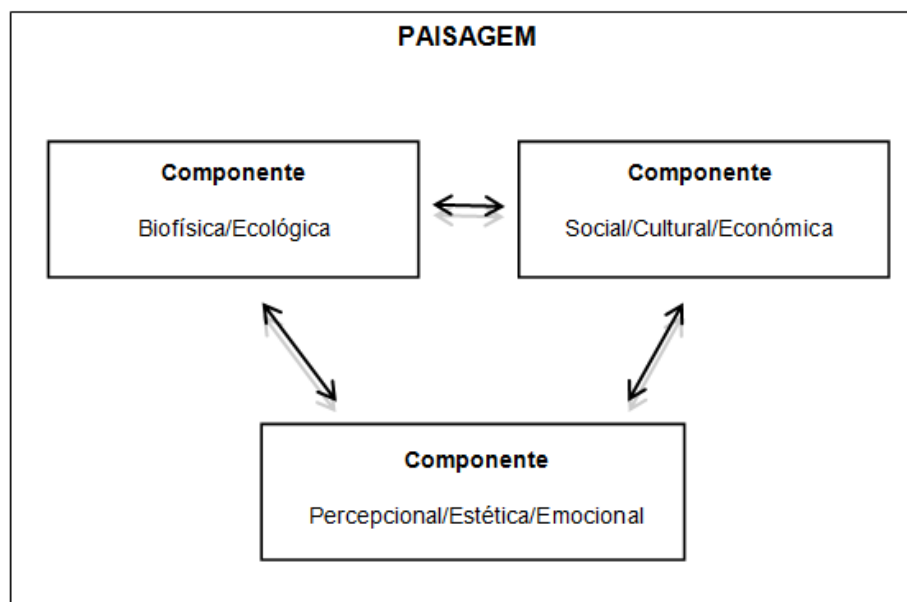 PAISAGEM
Componente
Biofísica/Ecológica
Componente
Social/Cultural/Económica
Componente
Percepcional/Estética/Emocional